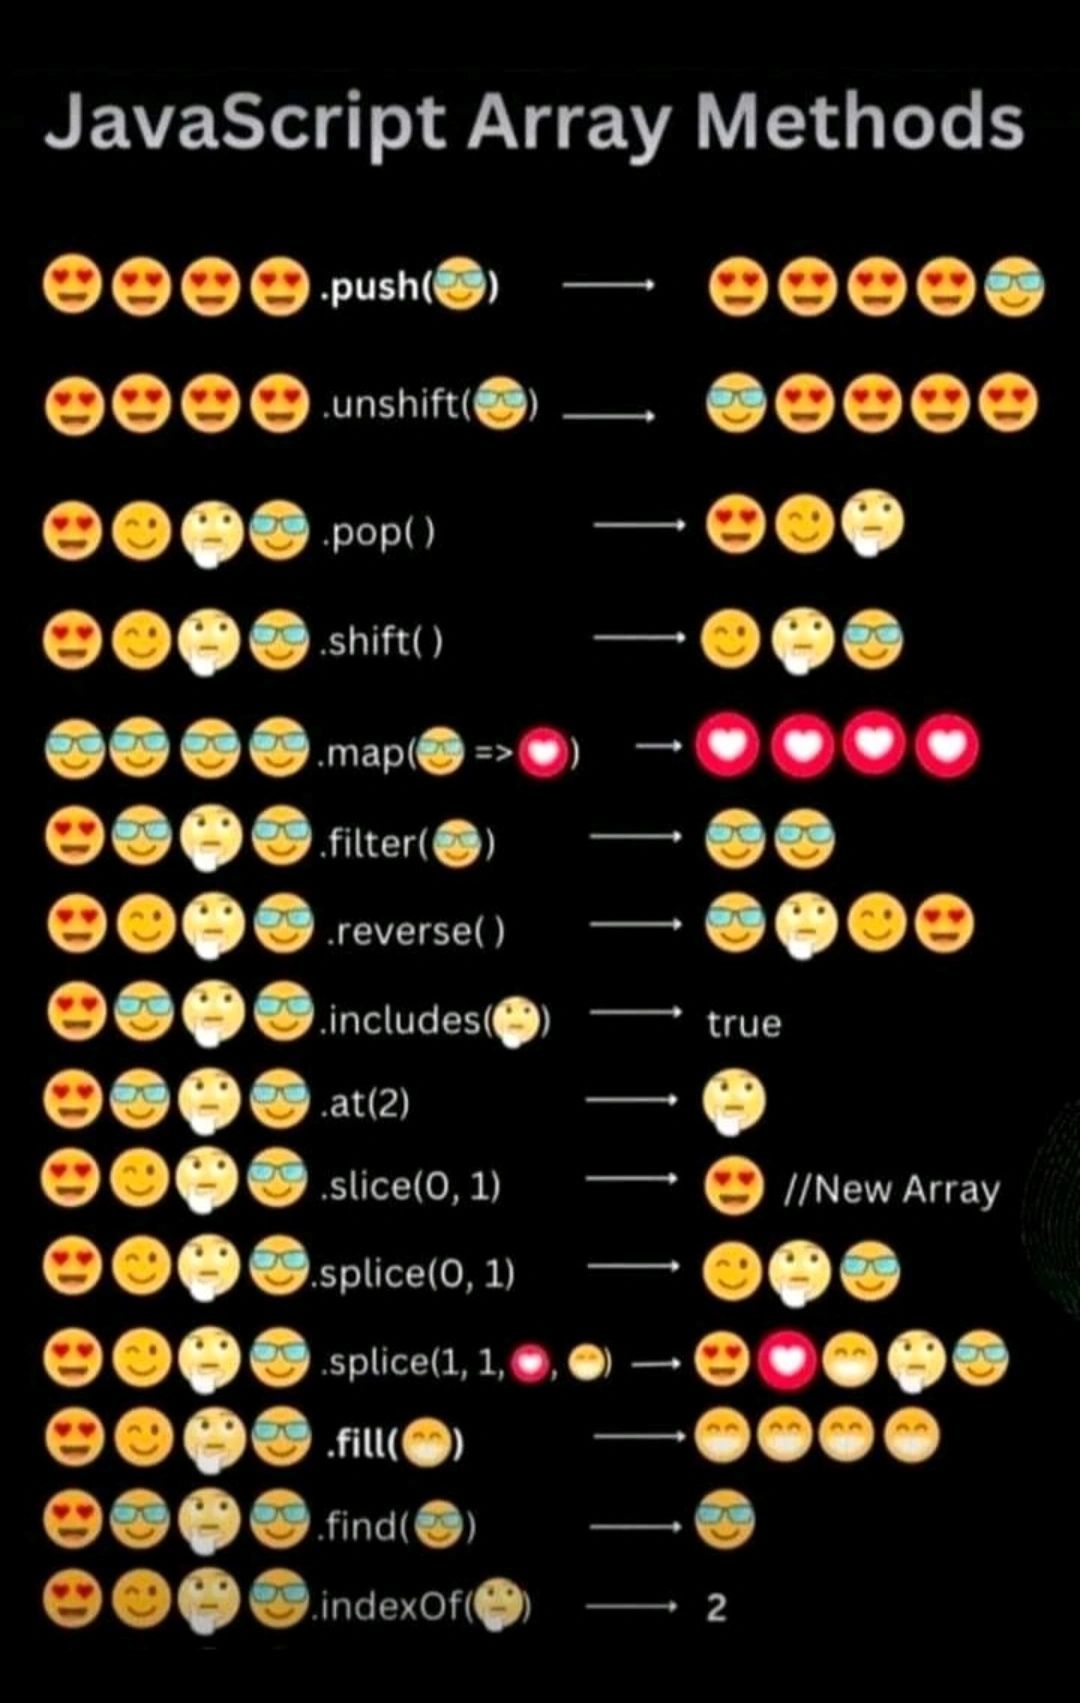 JavaScript Array Methods
😍😍😍😍.push(😎) → 😍😍😍😍😎
😍😍😍😍.unshift(😎) → 😎😍😍😍😍
😍😉🤔😎.pop( ) → 😍😉🤔
😍😉🤔😎.shift( ) → 😉🤔😎
😎😎😎😎.map(😎 => 🤍) → 🤍🤍🤍🤍
😍😎🤔😎.filter(😎) → 😎😎
😍😉🤔😎.reverse( ) → 😎🤔😉😍
😍😎🤔😎.includes(🤔) → true
😍😎🤔😎.at(2) → 🤔
😍😉🤔😎.slice(0, 1) → 😍 //New Array
😍😉🤔😎.splice(0, 1) → 😉🤔😎
😍😉🤔😎.splice(1, 1, 🤍, 😁) → 😍🤍😁🤔😎
😍😉🤔😎.fill(😁) → 😁😁😁😁
😍😎🤔😎.find(😎) → 😎
😍😉🤔😎.indexOf(🤔) → 2